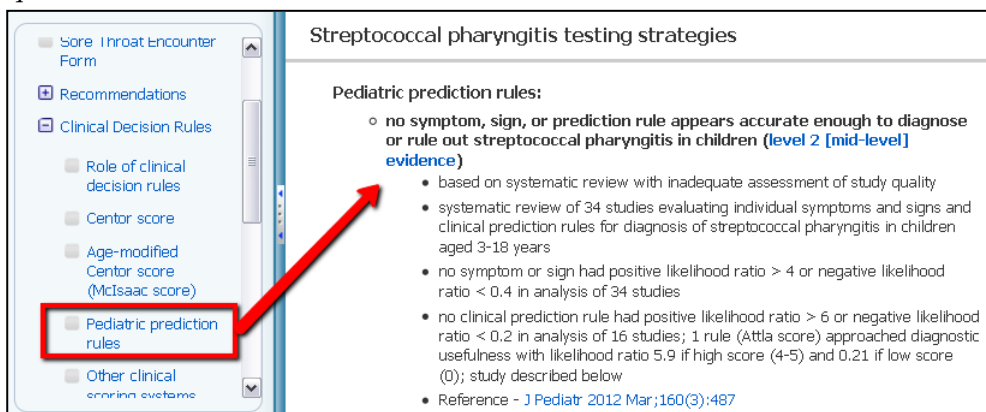 Sore Throat Encounter
Form
Recommendations
Clinical Decision Rules
Role of clinical
decision rules
Centor score
Age-modified
Centor score
(McIsaac score)
Pediatric prediction
rules
Other clinical
scoring systems
Streptococcal pharyngitis testing strategies
Pediatric prediction rules:
no symptom, sign, or prediction rule appears accurate enough to diagnose
or rule out streptococcal pharyngitis in children (level 2 [mid-level]
evidence)
• based on systematic review with inadequate assessment of study quality
• systematic review of 34 studies evaluating individual symptoms and signs and
clinical prediction rules for diagnosis of streptococcal pharyngitis in children
aged 3-18 years
• no symptom or sign had positive likelihood ratio > 4 or negative likelihood
ratio < 0.4 in analysis of 34 studies
• no clinical prediction rule had positive likelihood ratio > 6 or negative likelihood
ratio < 0.2 in analysis of 16 studies; 1 rule (Attla score) approached diagnostic
usefulness with likelihood ratio 5.9 if high score (4-5) and 0.21 if low score
(0); study described below
• Reference - J Pediatr 2012 Mar;160(3):487